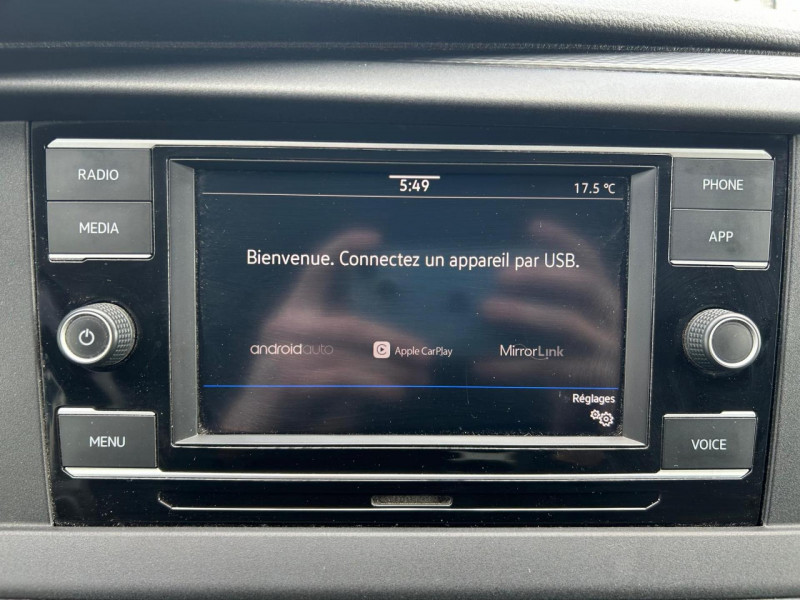 RADIO
MEDIA
MENU
5:49
17.5 °C
Bienvenue. Connectez un appareil par USB.
androidauto
Apple CarPlay
MirrorLink
Réglages
PHONE
APP
VOICE